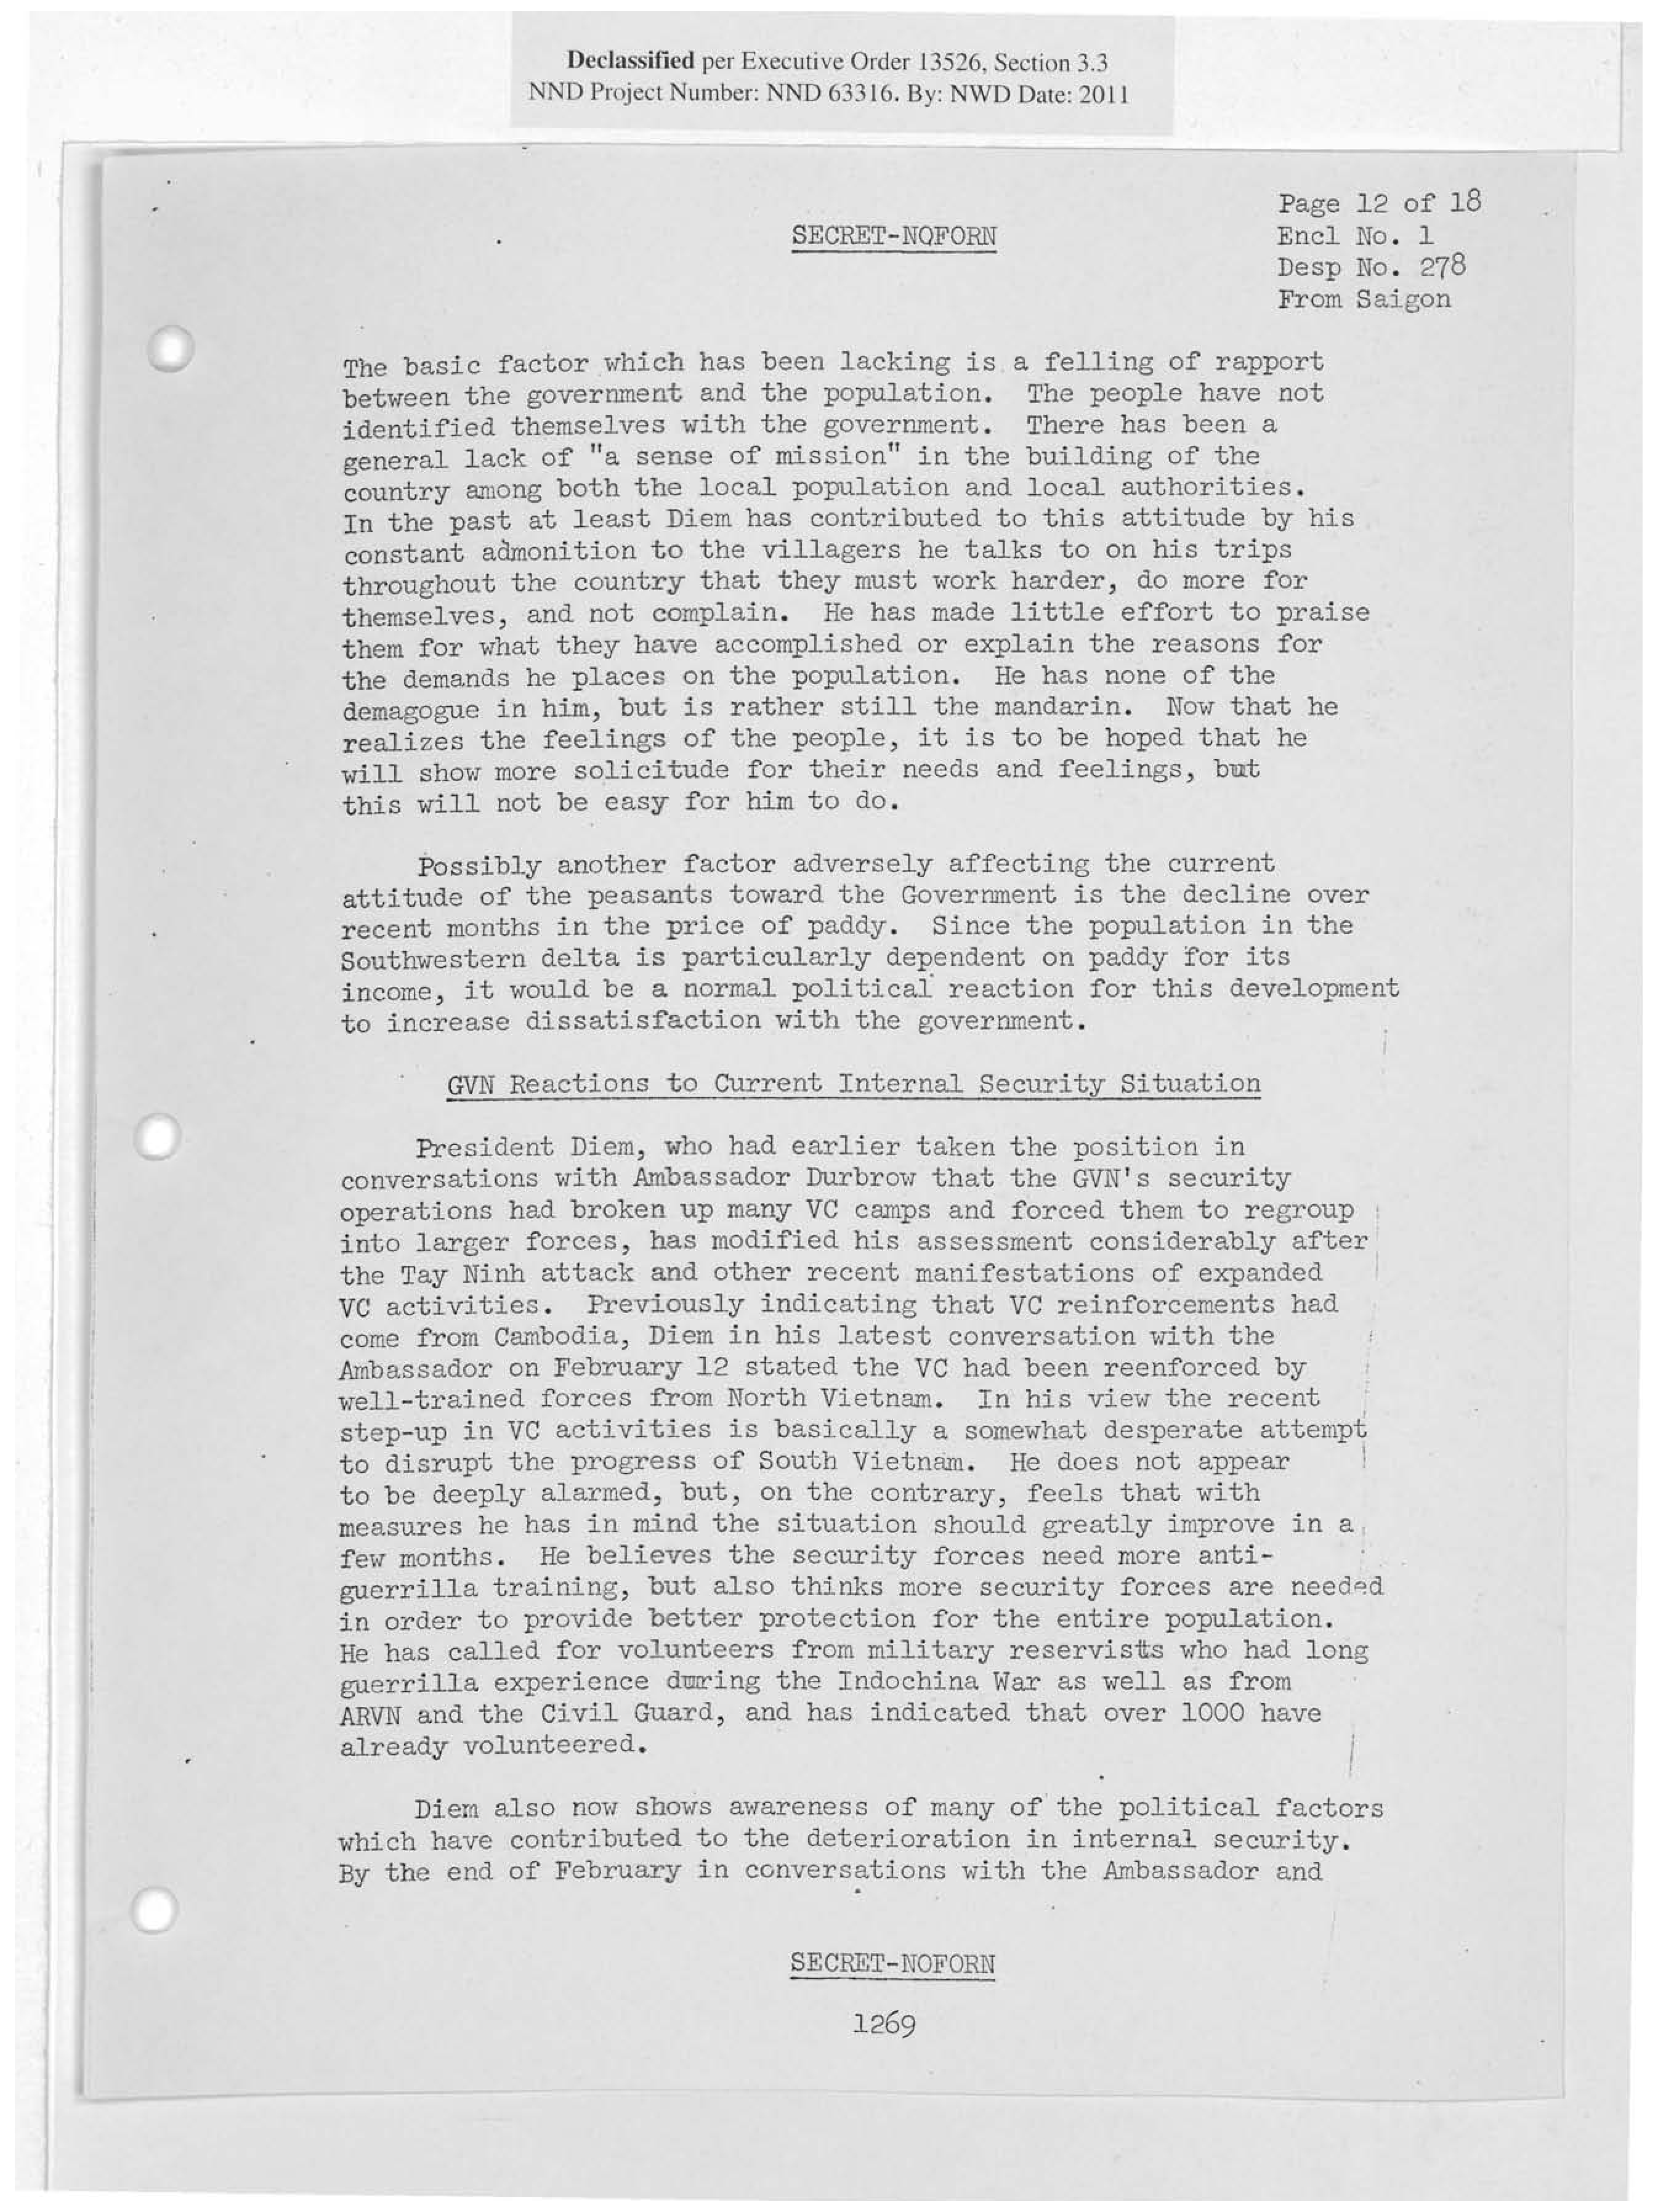 Declassified per Executive Order 13526, Section 3.3
NND Project Number: NND 63316. By: NWD Date: 2011
Page 12 of 18
SECRET-NOFORN
Encl No. 1
Desp No. 278
From Saigon
The basic factor which has been lacking is a felling of rapport
between the government and the population. The people have not
identified themselves with the government. There has been a
general lack of "a sense of mission" in the building of the
country among both the local population and local authorities.
In the past at least Diem has contributed to this attitude by his
constant admonition to the villagers he talks to on his trips
throughout the country that they must work harder, do more for
themselves, and not complain. He has made little effort to praise
them for what they have accomplished or explain the reasons for
the demands he places on the population. He has none of the
demagogue in him, but is rather still the mandarin. Now that he
realizes the feelings of the people, it is to be hoped that he
will show more solicitude for their needs and feelings, but
this will not be easy for him to do.
Possibly another factor adversely affecting the current
attitude of the peasants toward the Government is the decline over
recent months in the price of paddy. Since the population in the
Southwestern delta is particularly dependent on paddy for its
income, it would be a normal political reaction for this development
to increase dissatisfaction with the government.
GVN Reactions to Current Internal Security Situation
President Diem, who had earlier taken the position in
conversations with Ambassador Durbrow that the GVN's security
operations had broken up many VC camps and forced them to regroup
into larger forces, has modified his assessment considerably after
the Tay Ninh attack and other recent manifestations of expanded
VC activities. Previously indicating that VC reinforcements had
come from Cambodia, Diem in his latest conversation with the
Ambassador on February 12 stated the VC had been reenforced by
well-trained forces from North Vietnam. In his view the recent
step-up in VC activities is basically a somewhat desperate attempt
to disrupt the progress of South Vietnam. He does not appear
to be deeply alarmed, but, on the contrary, feels that with
measures he has in mind the situation should greatly improve in a
few months. He believes the security forces need more anti-
guerrilla training, but also thinks more security forces are needed
in order to provide better protection for the entire population.
He has called for volunteers from military reservists who had long
guerrilla experience during the Indochina War as well as from
ARVN and the Civil Guard, and has indicated that over 1000 have
already volunteered.
Diem also now shows awareness of many of the political factors
which have contributed to the deterioration in internal security.
By the end of February in conversations with the Ambassador and
SECRET-NOFORN
1269